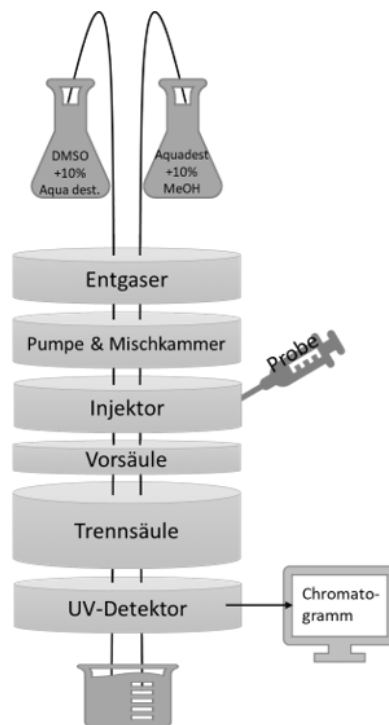 DMSO
+10%
Aqua dest.
Aquadest
+10%
MeOH
Entgaser
Pumpe & Mischkammer
Probe
Injektor
Vorsäule
Trennsäule
UV-Detektor
Chromato-
gramm